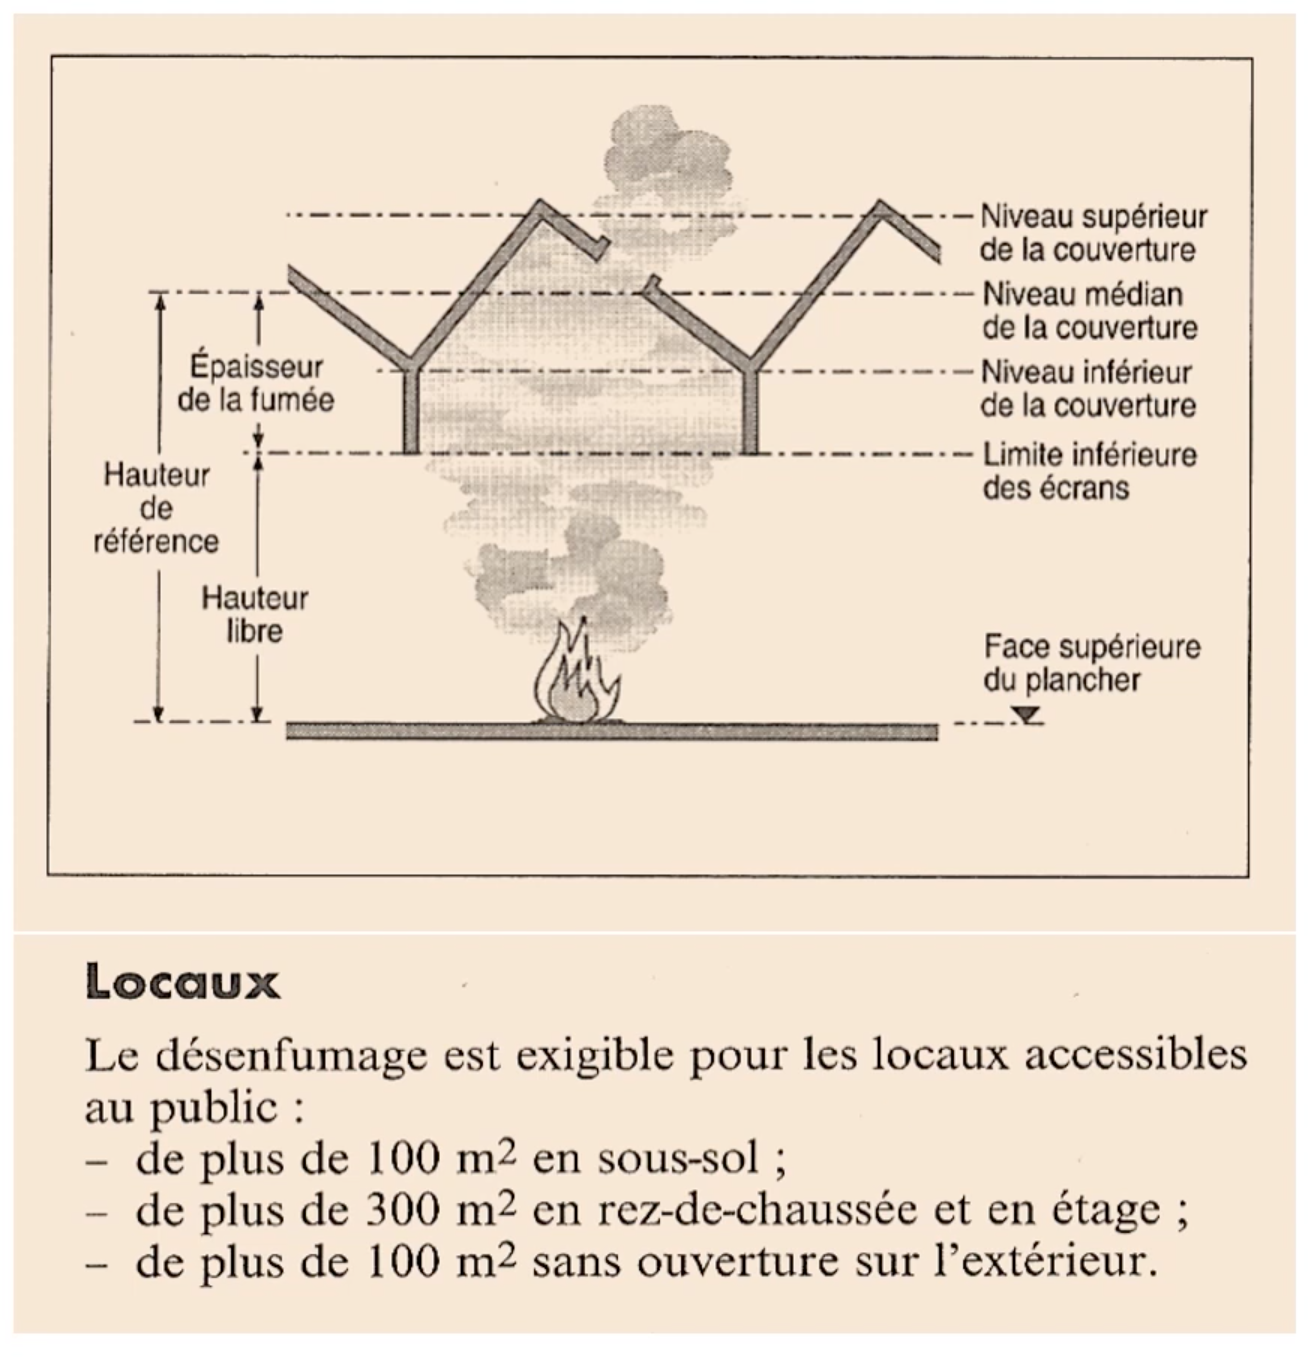 Niveau supérieur
de la couverture
Niveau médian
de la couverture
Épaisseur
de la fumée
Niveau inférieur
de la couverture
Hauteur
de
référence
Limite inférieure
des écrans
Hauteur
libre
Face supérieure
du plancher
Locaux
Le désenfumage est exigible pour les locaux accessibles
au public :
– de plus de 100 m2 en sous-sol ;
– de plus de 300 m2 en rez-de-chaussée et en étage ;
– de plus de 100 m2 sans ouverture sur l'extérieur.